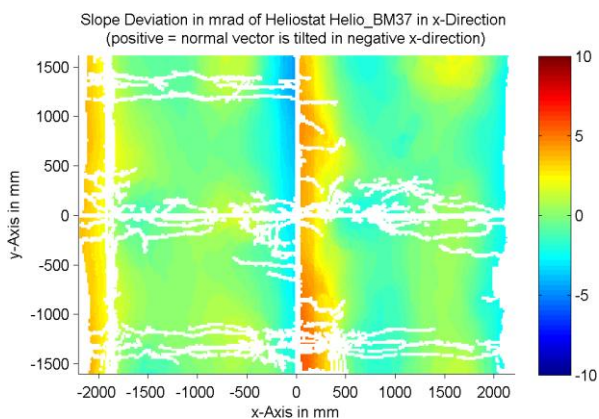 Slope Deviation in mrad of Heliostat Helio_BM37 in x-Direction
(positive = normal vector is tilted in negative x-direction)
y-Axis in mm
1500
1000
500
0
-500
-1000
-1500
-2000 -1500 -1000 -500 0 500 1000 1500 2000
x-Axis in mm
10
5
0
-5
-10